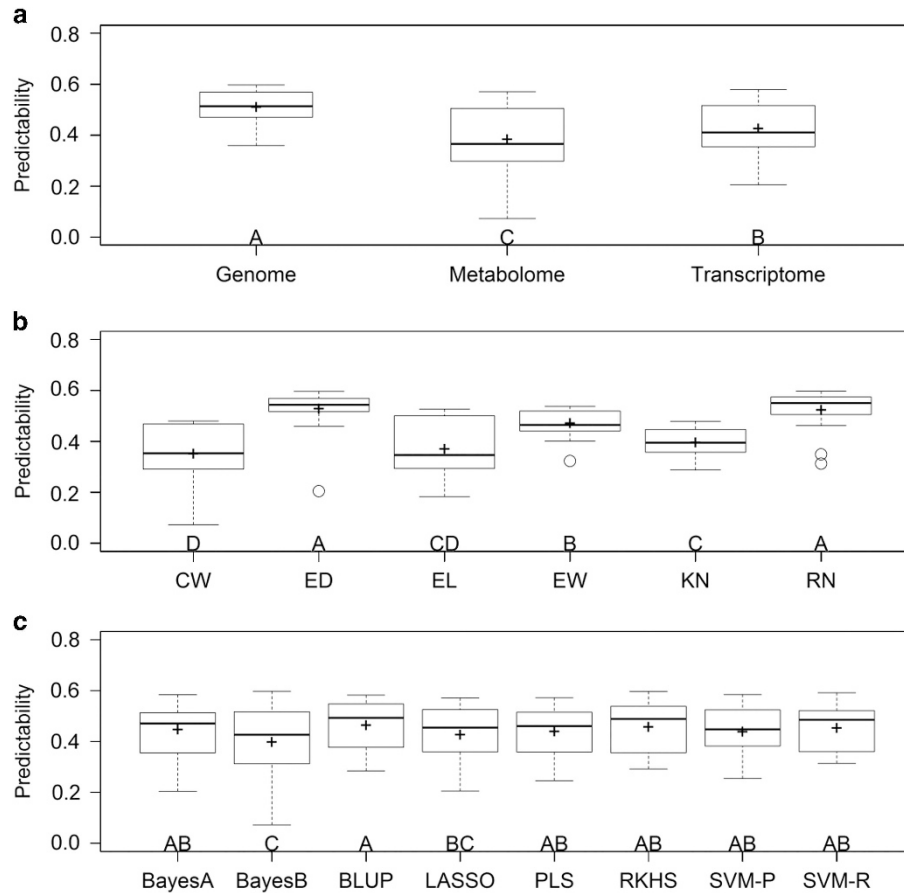 a
0.8
0.6
0.4
0.2
0.0
Predictability
A C B
Genome Metabolome Transcriptome
b
0.8
0.6
0.4
0.2
0.0
Predictability
D A CD B C A
CW ED EL EW KN RN
c
0.8
0.6
0.4
0.2
0.0
Predictability
AB C A BC AB AB AB AB
BayesA BayesB BLUP LASSO PLS RKHS SVM-P SVM-R